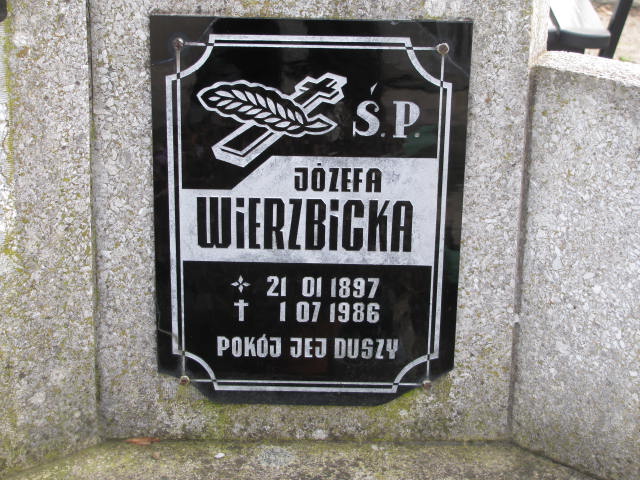 Ś.P.
JÓZEFA
WIERZBICKA
21 01 1897
† 1 07 1986
POKÓJ JEJ DUSZY